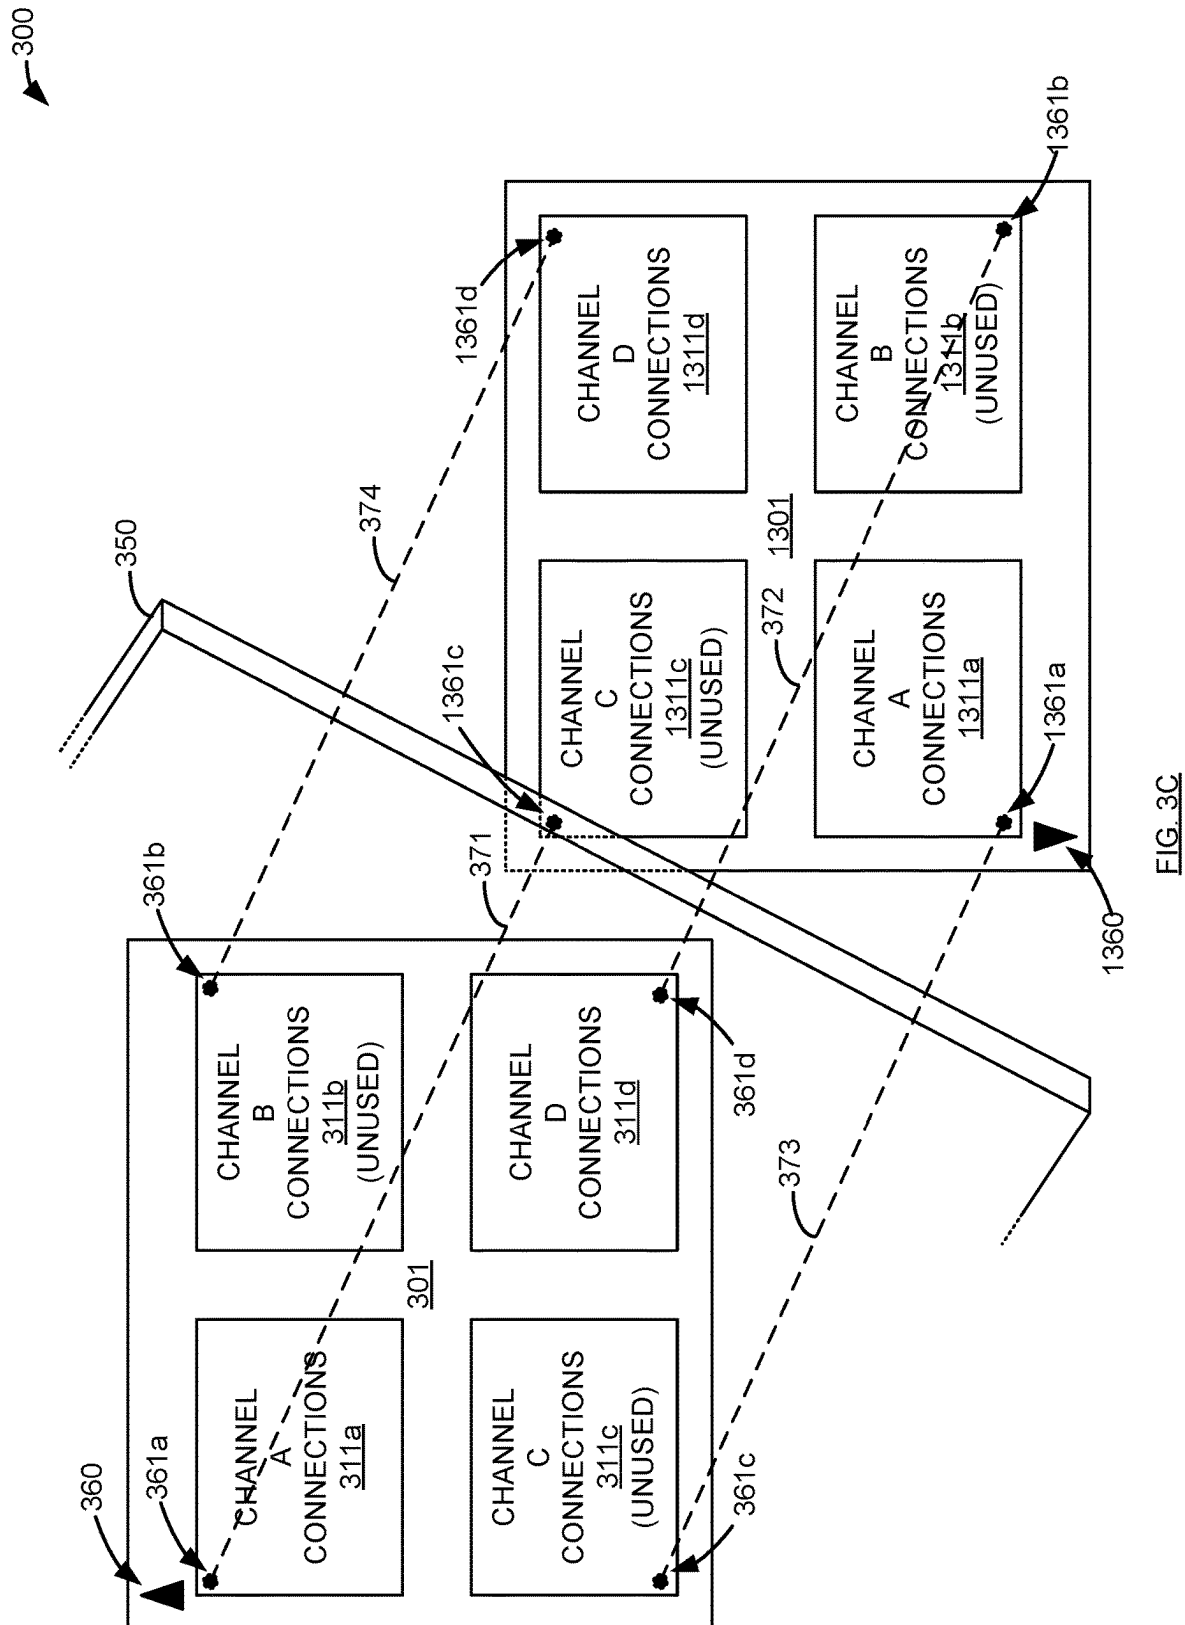 300
360
361a
361b
350
CHANNEL
A
CONNECTIONS
311a
CHANNEL
B
CONNECTIONS
311b
(UNUSED)
301
CHANNEL
C
CONNECTIONS
311c
(UNUSED)
CHANNEL
D
CONNECTIONS
311d
361c
361d
371
374
1361c
1361d
CHANNEL
C
CONNECTIONS
1311c
(UNUSED)
CHANNEL
D
CONNECTIONS
1311d
1301
373
372
CHANNEL
A
CONNECTIONS
1311a
CHANNEL
B
CONNECTIONS
1311b
(UNUSED)
1360
1361a
1361b
FIG. 3C